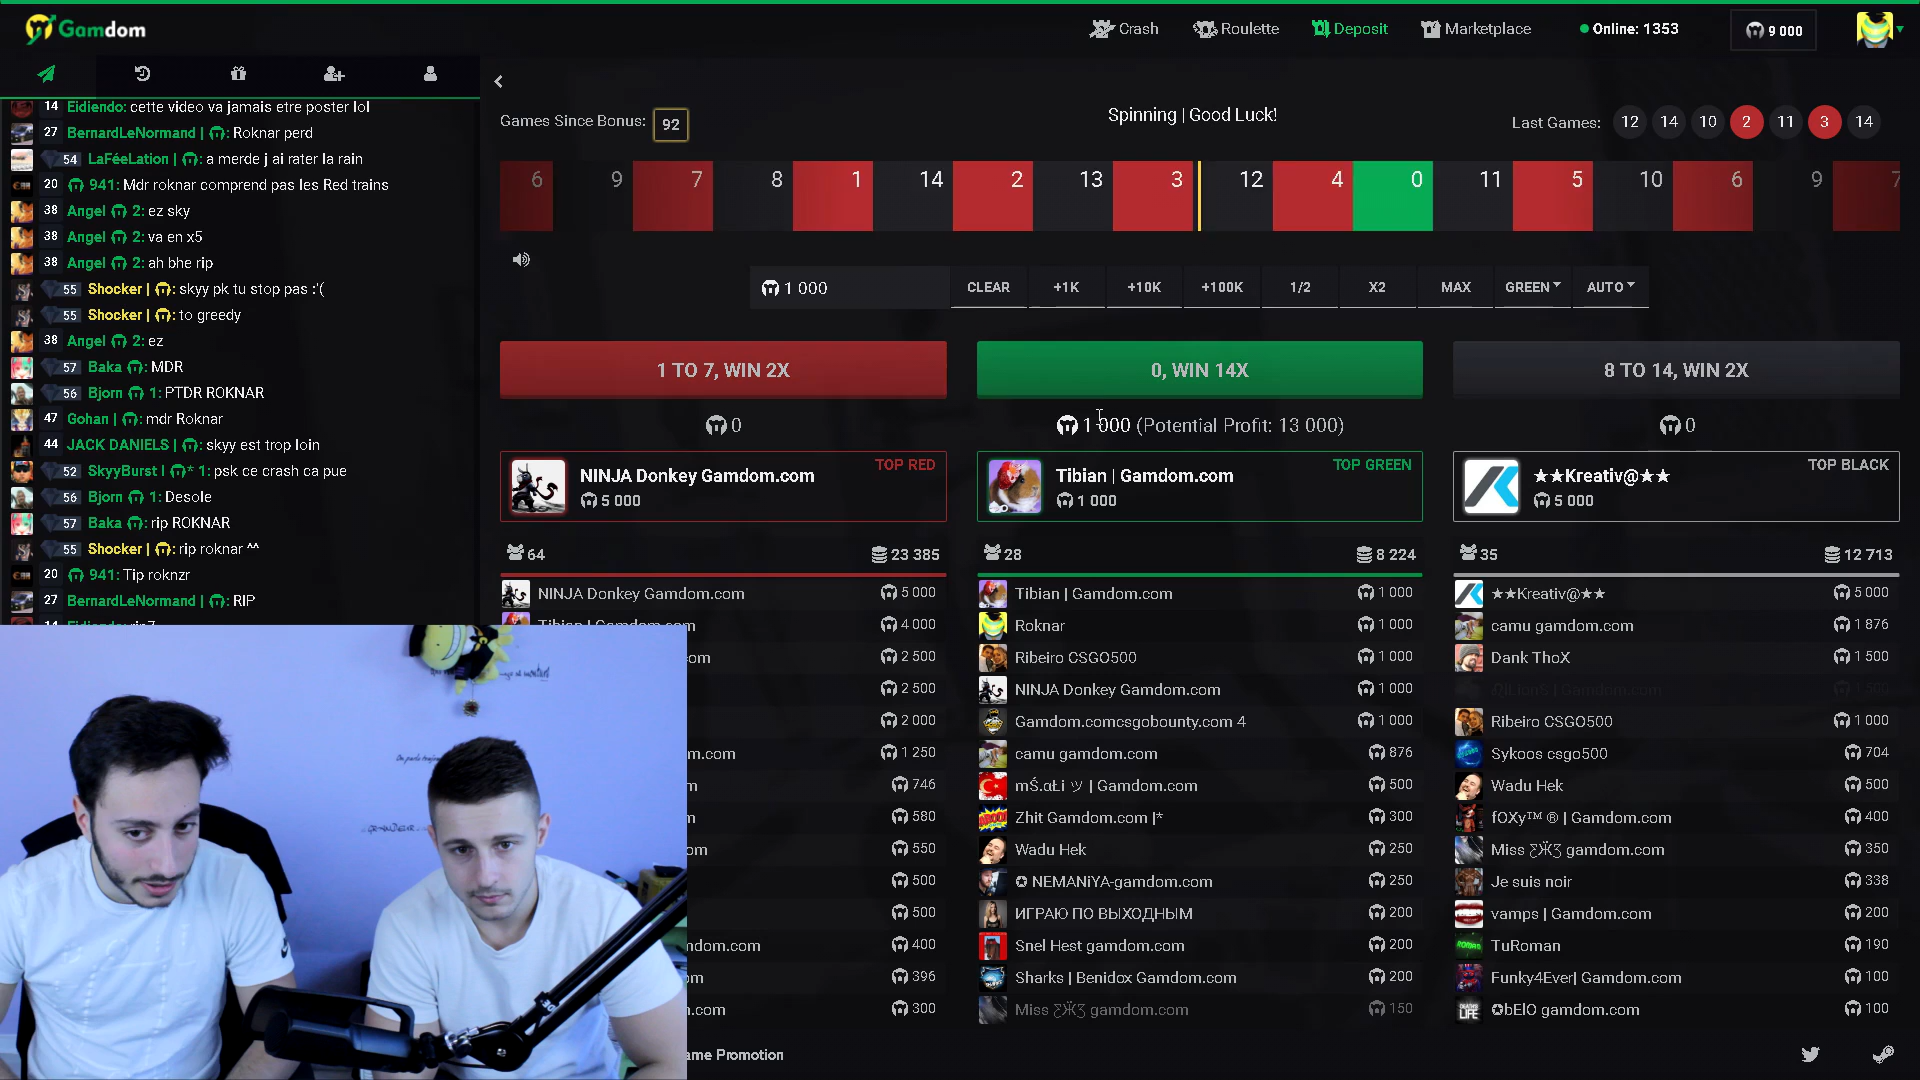 Gamdom
Crash
Roulette
Deposit
Marketplace
Online: 1353
9 000
14 Eidiendo: cette video va jamais etre poster lol
27 BernardLeNormand | : Roknar perd
54 LaFéeLation | : a merde j ai rater la rain
20 941: Mdr roknar comprend pas les Red trains
38 Angel 2: ez sky
38 Angel 2: va en x5
38 Angel 2: ah bhe rip
55 Shocker | : skyy pk tu stop pas :'(
55 Shocker | : to greedy
38 Angel 2: ez
57 Baka : MDR
56 Bjorn 1: PTDR ROKNAR
47 Gohan | : mdr Roknar
44 JACK DANIELS | : skyy est trop loin
52 SkyyBurst | * 1: psk ce crash ca pue
56 Bjorn 1: Desole
57 Baka : rip ROKNAR
55 Shocker | : rip roknar ^^
20 941: Tip roknzr
27 BernardLeNormand | : RIP
Games Since Bonus: 92
Spinning | Good Luck!
Last Games: 12 14 10 2 11 3 14
6 9 7 8 1 14 2 13 3 12 4 0 11 5 10 6 9 7
1 000 CLEAR +1K +10K +100K 1/2 X2 MAX GREEN AUTO
1 TO 7, WIN 2X
0
TOP RED
NINJA Donkey Gamdom.com
5 000
64 23 385
NINJA Donkey Gamdom.com 5 000
Tibian | Gamdom.com 4 000
om 2 500
2 500
2 000
m.com 1 250
m 746
m 580
om 550
500
500
ndom.com 400
m 396
.com 300
0, WIN 14X
1 000 (Potential Profit: 13 000)
TOP GREEN
Tibian | Gamdom.com
1 000
28 8 224
Tibian | Gamdom.com 1 000
Roknar 1 000
Ribeiro CSGO500 1 000
NINJA Donkey Gamdom.com 1 000
Gamdom.comcsgobounty.com 4 1 000
camu gamdom.com 876
mŚ.αŁi ツ | Gamdom.com 500
Zhit Gamdom.com |* 300
Wadu Hek 250
✪ NEMANiYA-gamdom.com 250
ИГРАЮ ПО ВЫХОДНЫМ 200
Snel Hest gamdom.com 200
Sharks | Benidox Gamdom.com 200
Miss Ƹ̵̡Ӝ̵̨̄Ʒ gamdom.com 150
8 TO 14, WIN 2X
0
TOP BLACK
★★Kreativ@★★
5 000
35 12 713
★★Kreativ@★★ 5 000
camu gamdom.com 1 876
Dank ThoX 1 500
Ribeiro CSGO500 1 000
Sykoos csgo500 704
Wadu Hek 500
fOXy™ ® | Gamdom.com 400
Miss Ƹ̵̡Ӝ̵̨̄Ʒ gamdom.com 350
Je suis noir 338
vamps | Gamdom.com 200
TuRoman 190
Funky4Ever| Gamdom.com 100
✪bElO gamdom.com 100
ame Promotion